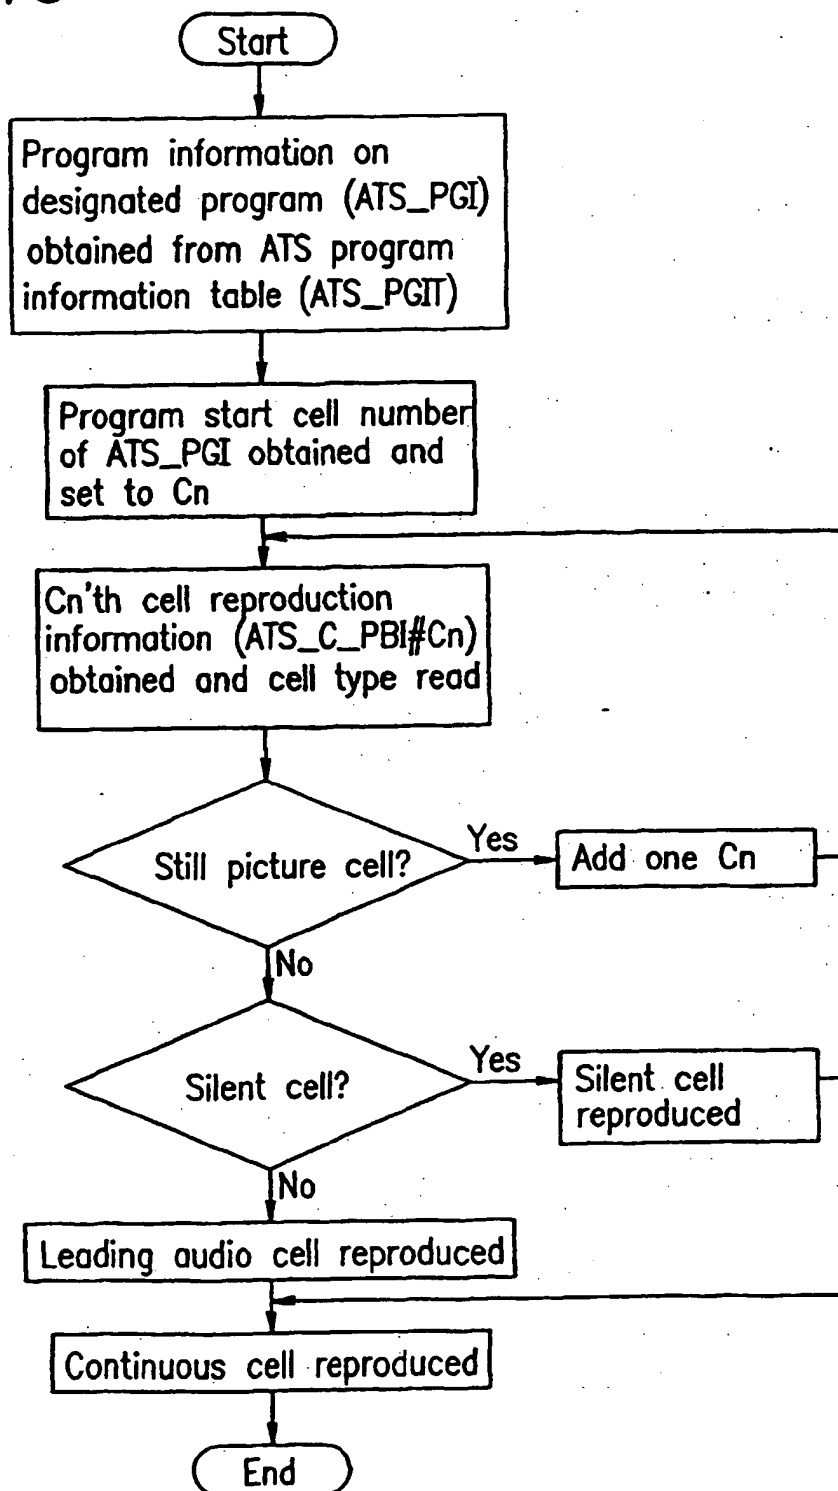 Start
Program information on
designated program (ATS_PGI)
obtained from ATS program
information table (ATS_PGIT)
Program start cell number
of ATS_PGI obtained and
set to Cn
Cn'th cell reproduction
information (ATS_C_PBI#Cn)
obtained and cell type read
Still picture cell?
Yes
Add one Cn
No
Silent cell?
Yes
Silent cell
reproduced
No
Leading audio cell reproduced
Continuous cell reproduced
End